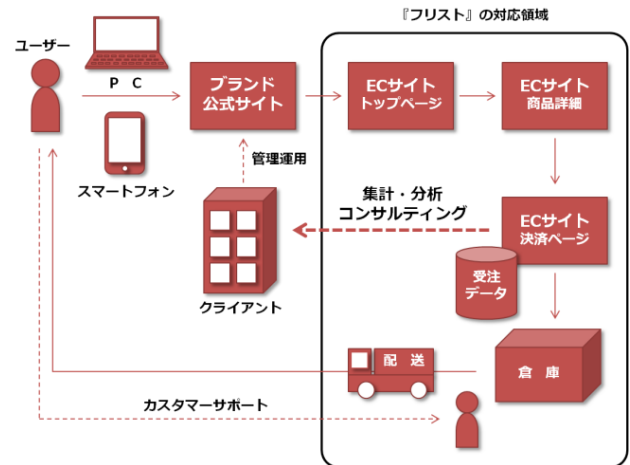 『フリスト』の対応領域
ユーザー
ＰＣ
スマートフォン
ブランド
公式サイト
ECサイト
トップページ
ECサイト
商品詳細
管理運用
クライアント
集計・分析
コンサルティング
ECサイト
決済ページ
受注
データ
配 送
倉 庫
カスタマーサポート